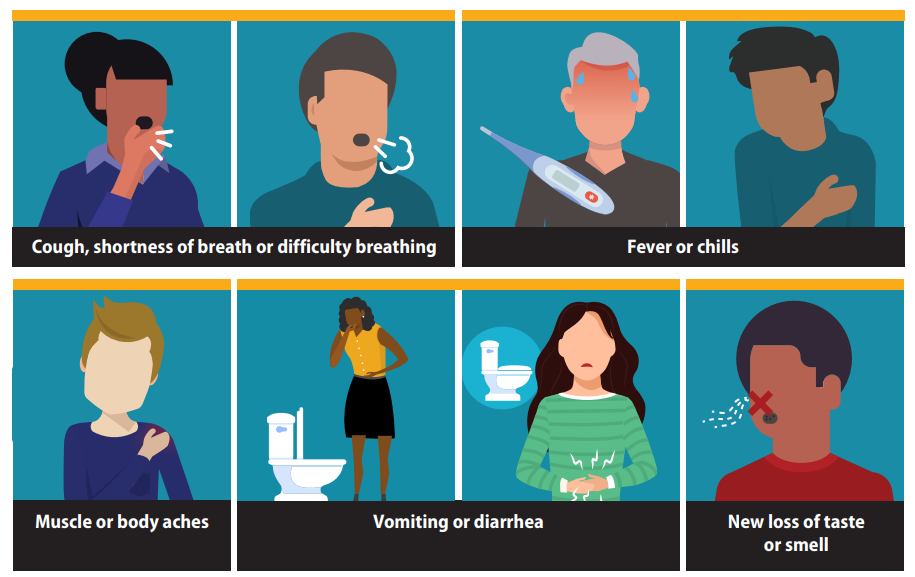 Cough, shortness of breath or difficulty breathing
Fever or chills
Muscle or body aches
Vomiting or diarrhea
New loss of taste
or smell